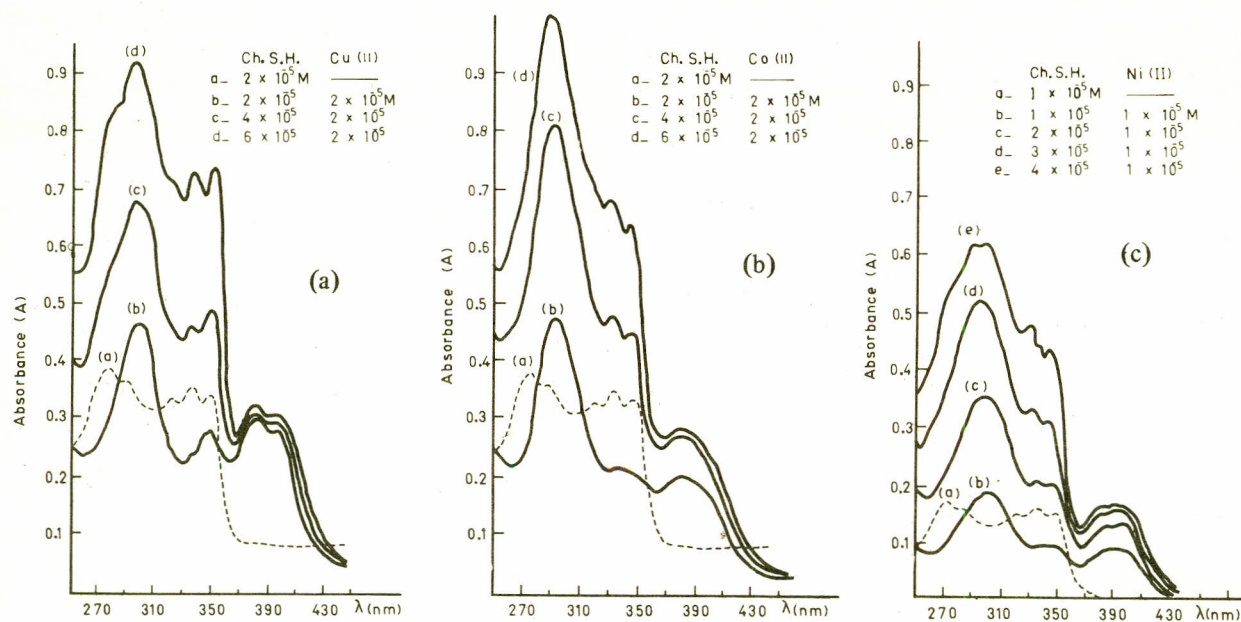 Ch. S.H. Cu (II)
a_ 2 × 10⁻⁵ M ———
b_ 2 × 10⁻⁵ 2 × 10⁻⁵ M
c_ 4 × 10⁻⁵ 2 × 10⁻⁵
d_ 6 × 10⁻⁵ 2 × 10⁻⁵
(d)
(c)
(b)
(a)
(a)
0.9
0.8
0.7
0.6
0.5
0.4
0.3
0.2
0.1
Absorbance (A)
270 310 350 390 430 λ(nm)
Ch. S.H. Co (II)
a_ 2 × 10⁻⁵ M ———
b_ 2 × 10⁻⁵ 2 × 10⁻⁵ M
c_ 4 × 10⁻⁵ 2 × 10⁻⁵
d_ 6 × 10⁻⁵ 2 × 10⁻⁵
(d)
(c)
(b)
(a)
(b)
0.9
0.8
0.7
0.6
0.5
0.4
0.3
0.2
0.1
Absorbance (A)
270 310 350 390 430 λ(nm)
Ch. S.H. Ni (II)
a_ 1 × 10⁻⁵ M ———
b_ 1 × 10⁻⁵ 1 × 10⁻⁵ M
c_ 2 × 10⁻⁵ 1 × 10⁻⁵
d_ 3 × 10⁻⁵ 1 × 10⁻⁵
e_ 4 × 10⁻⁵ 1 × 10⁻⁵
(e)
(d)
(c)
(b)
(a)
(c)
0.9
0.8
0.7
0.6
0.5
0.4
0.3
0.2
0.1
Absorbance (A)
270 310 350 390 430 λ(nm)